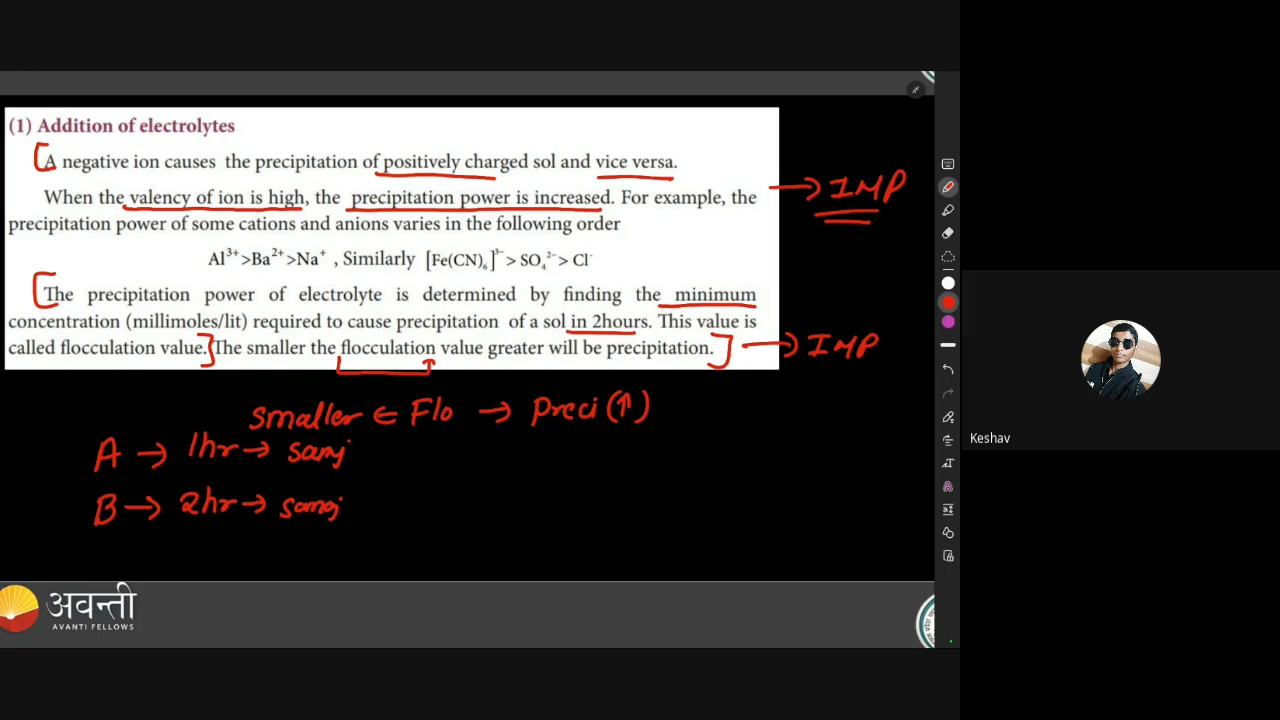 (1) Addition of electrolytes
A negative ion causes the precipitation of positively charged sol and vice versa.
When the valency of ion is high, the precipitation power is increased. For example, the
precipitation power of some cations and anions varies in the following order
Al³⁺>Ba²⁺>Na⁺ , Similarly [Fe(CN)₆]³⁻ > SO₄²⁻ > Cl⁻
The precipitation power of electrolyte is determined by finding the minimum
concentration (millimoles/lit) required to cause precipitation of a sol in 2hours. This value is
called flocculation value. The smaller the flocculation value greater will be precipitation.
→ IMP
→ IMP
smaller ∈ Flo → Preci (↑)
A → 1hr → samj
B → 2hr → samaj
अवन्ती
AVANTI FELLOWS
Keshav